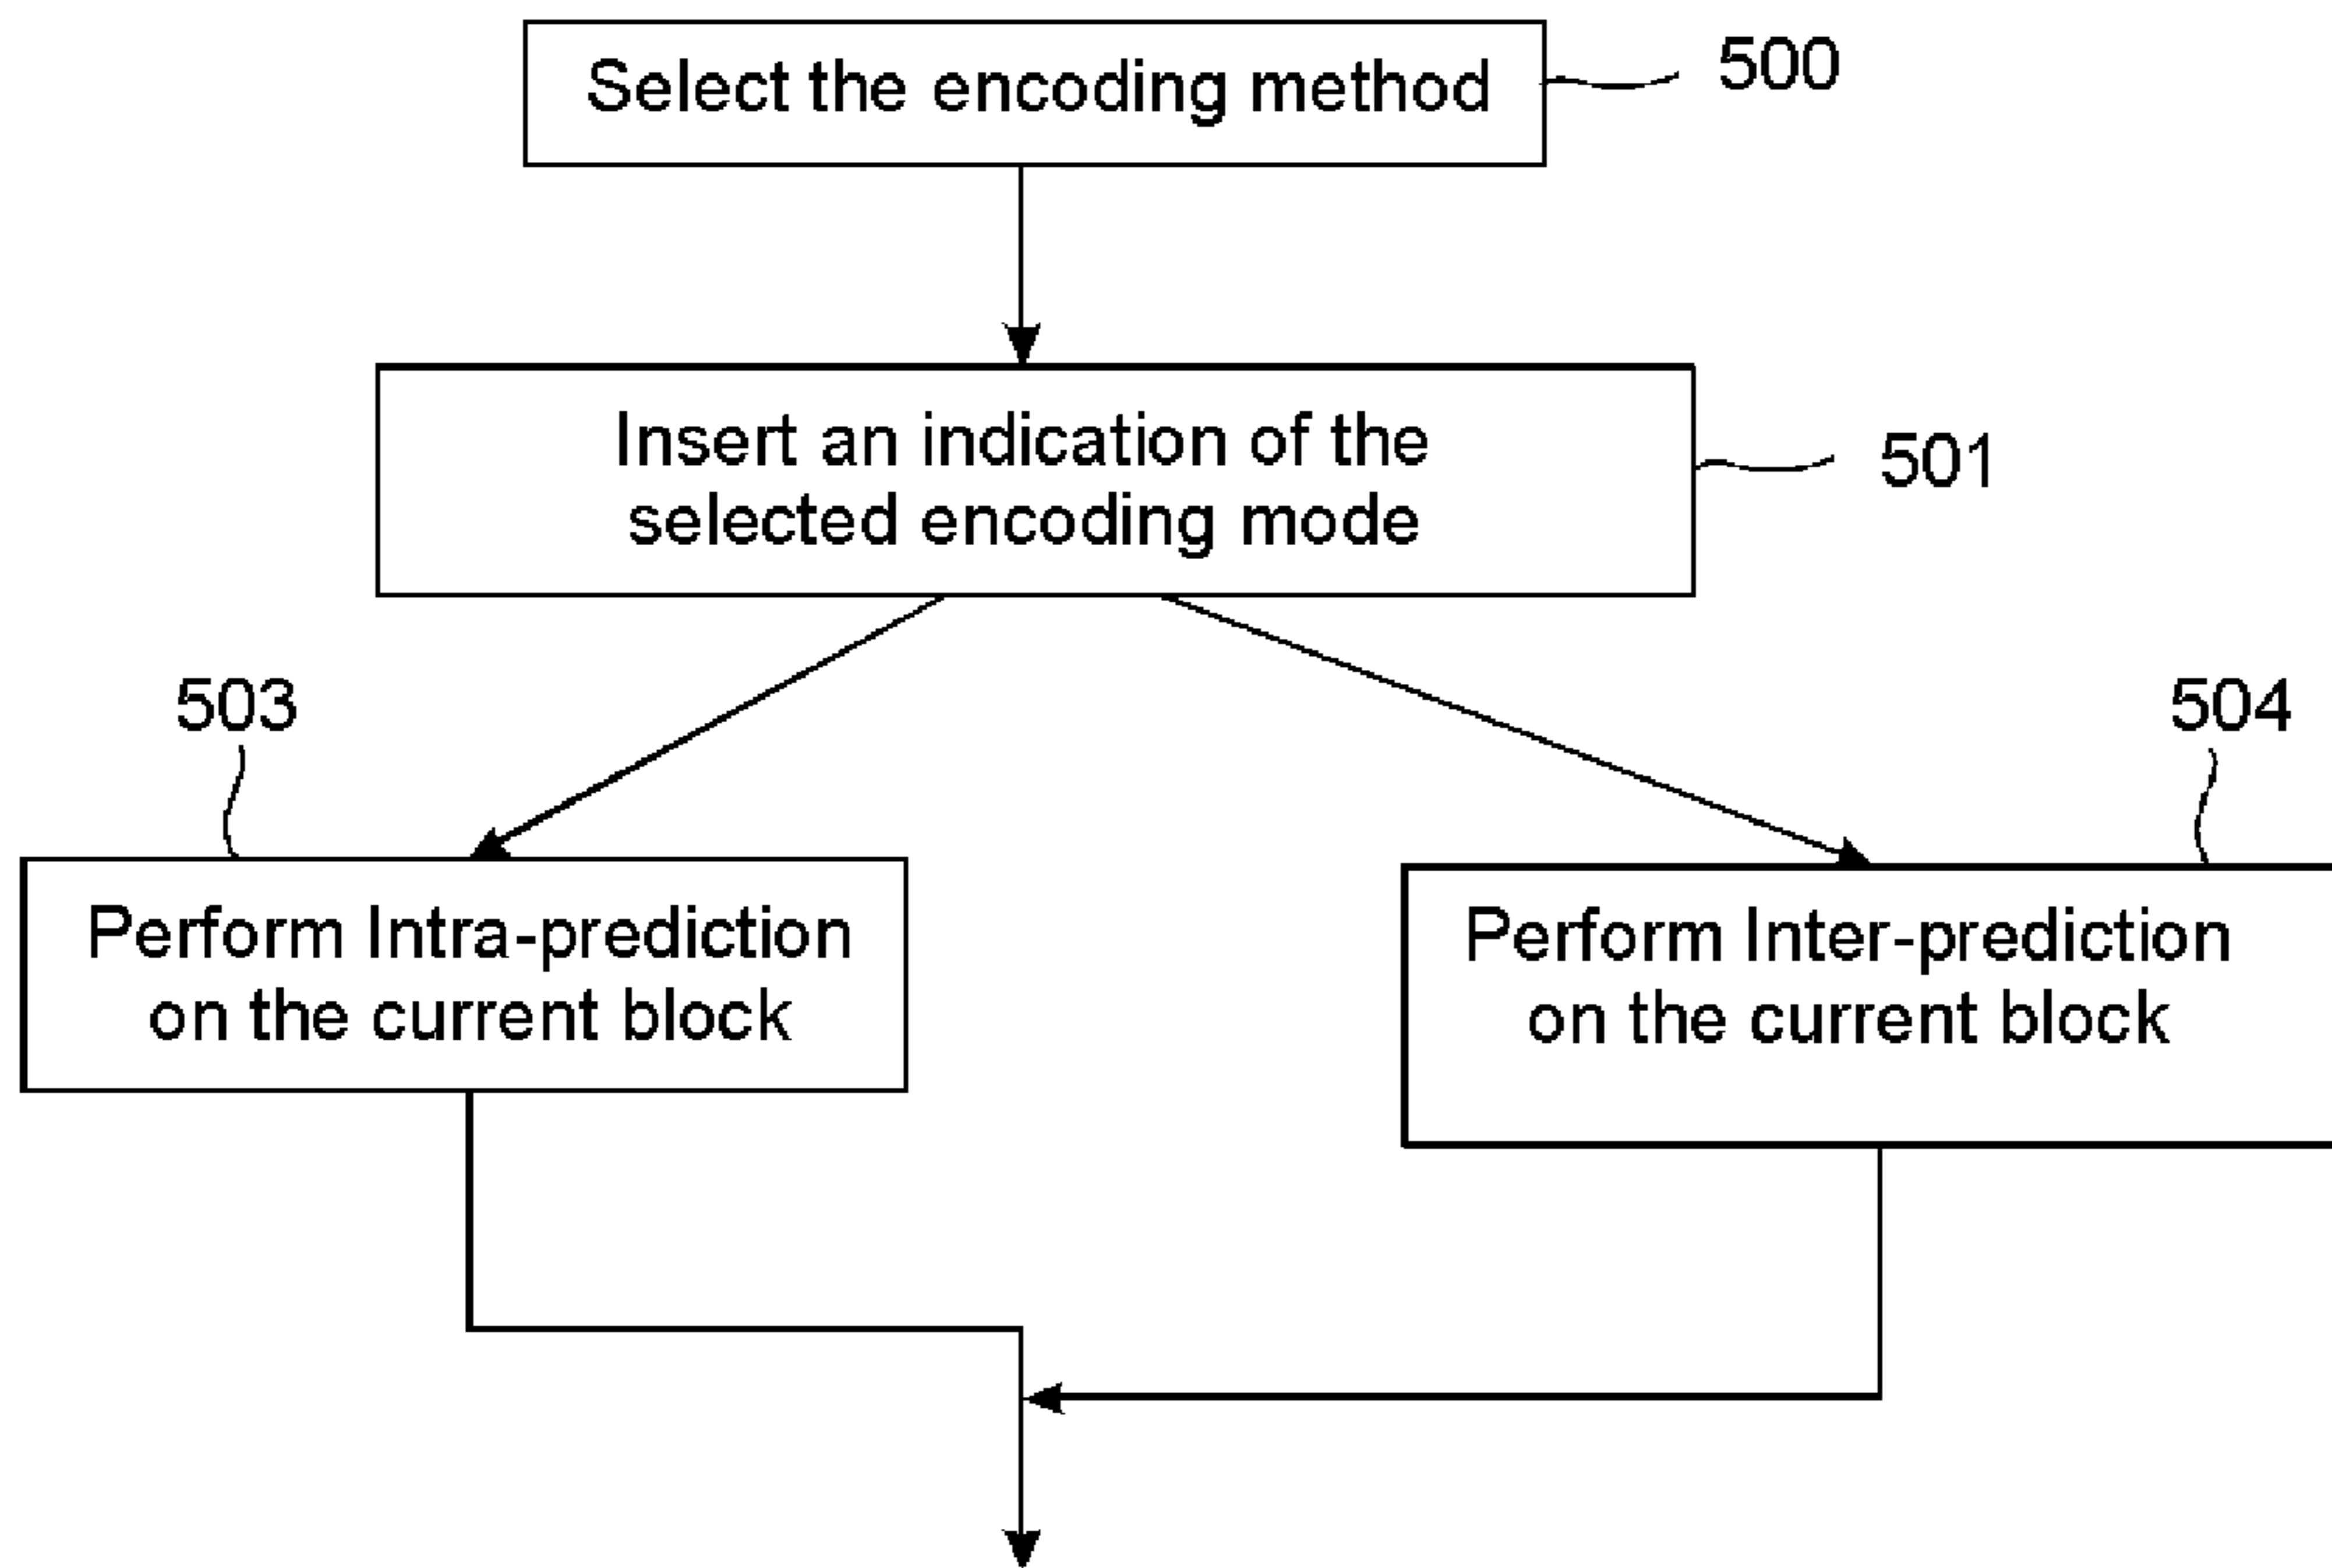 Select the encoding method
500
Insert an indication of the
selected encoding mode
501
503
504
Perform Intra-prediction
on the current block
Perform Inter-prediction
on the current block